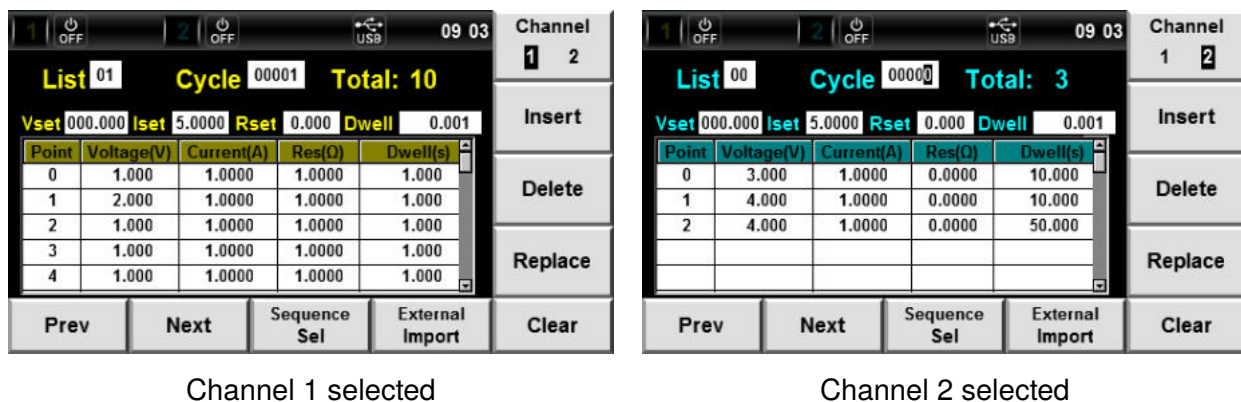 1 OFF 2 OFF USB 09 03
Channel
1 2
List 01 Cycle 00001 Total: 10
Vset 000.000 Iset 5.0000 Rset 0.000 Dwell 0.001
Point Voltage(V) Current(A) Res(Ω) Dwell(s)
0 1.000 1.0000 1.0000 1.000
1 2.000 1.0000 1.0000 1.000
2 1.000 1.0000 1.0000 1.000
3 1.000 1.0000 1.0000 1.000
4 1.000 1.0000 1.0000 1.000
Insert
Delete
Replace
Prev Next Sequence Sel External Import Clear
Channel 1 selected
1 OFF 2 OFF USB 09 03
Channel
1 2
List 00 Cycle 00000 Total: 3
Vset 000.000 Iset 5.0000 Rset 0.000 Dwell 0.001
Point Voltage(V) Current(A) Res(Ω) Dwell(s)
0 3.000 1.0000 0.0000 10.000
1 4.000 1.0000 0.0000 10.000
2 4.000 1.0000 0.0000 50.000
Insert
Delete
Replace
Prev Next Sequence Sel External Import Clear
Channel 2 selected